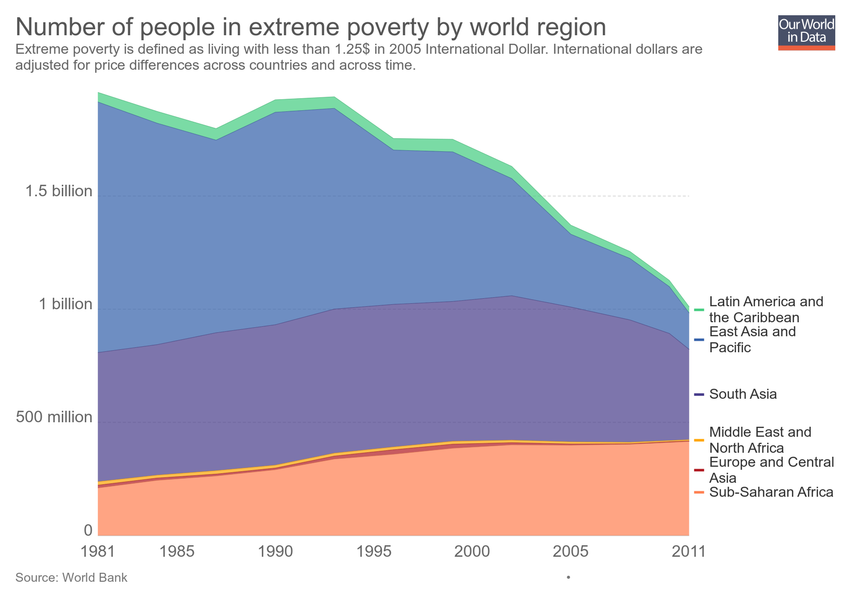 Number of people in extreme poverty by world region
Our World
in Data
Extreme poverty is defined as living with less than 1.25$ in 2005 International Dollar. International dollars are
adjusted for price differences across countries and across time.
1.5 billion
1 billion
500 million
0
Latin America and
the Caribbean
East Asia and
Pacific
South Asia
Middle East and
North Africa
Europe and Central
Asia
Sub-Saharan Africa
1981 1985 1990 1995 2000 2005 2011
Source: World Bank